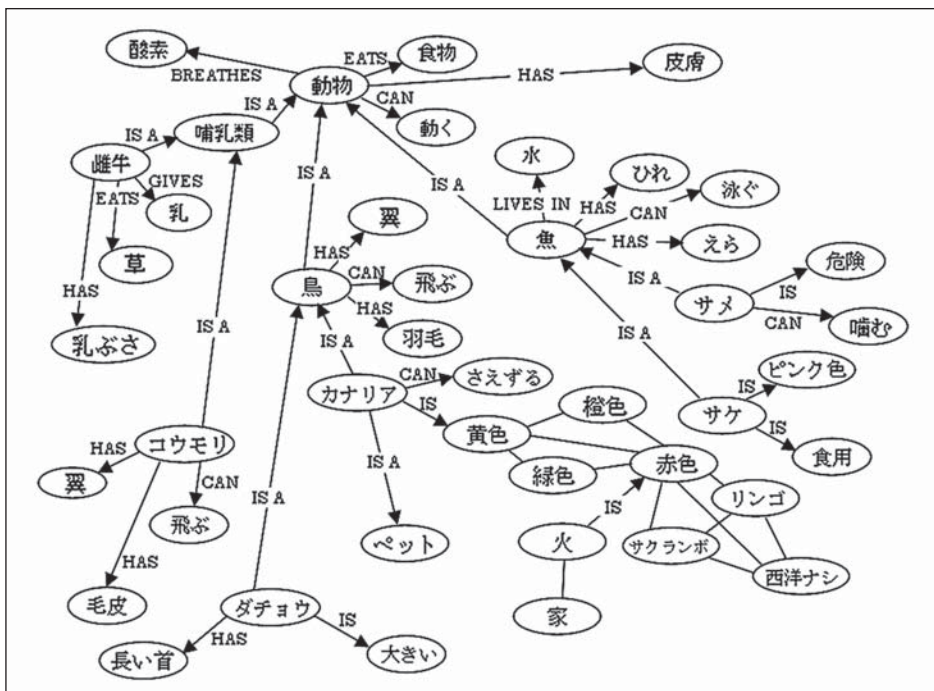 酸素
EATS
食物
BREATHES
動物
HAS
皮膚
IS A
CAN
動く
IS A
哺乳類
雌牛
GIVES
EATS
乳
草
HAS
乳ぶさ
IS A
IS A
IS A
水
ひれ
泳ぐ
LIVES IN
HAS
CAN
魚
HAS
えら
翼
HAS
鳥
CAN
飛ぶ
HAS
羽毛
IS A
サメ
危険
IS
CAN
噛む
IS A
カナリア
CAN
さえずる
IS
黄色
橙色
緑色
赤色
サケ
IS
ピンク色
IS
食用
IS A
ペット
コウモリ
HAS
翼
CAN
飛ぶ
HAS
毛皮
IS A
IS
火
家
サクランボ
リンゴ
西洋ナシ
ダチョウ
HAS
長い首
IS
大きい